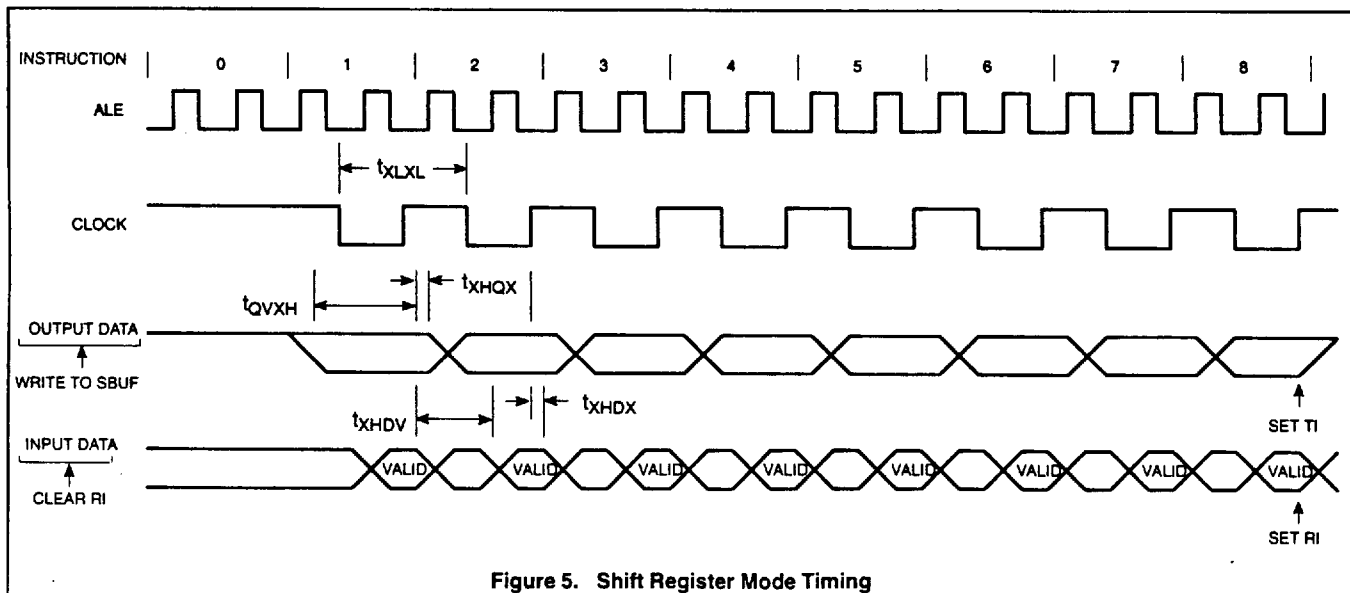 INSTRUCTION 0 1 2 3 4 5 6 7 8
ALE
tXLXL
CLOCK
tQVXH tXHQX
OUTPUT DATA
WRITE TO SBUF
tXHDV tXHDX
SET TI
INPUT DATA
VALID VALID VALID VALID VALID VALID VALID VALID
CLEAR RI
SET RI
Figure 5. Shift Register Mode Timing